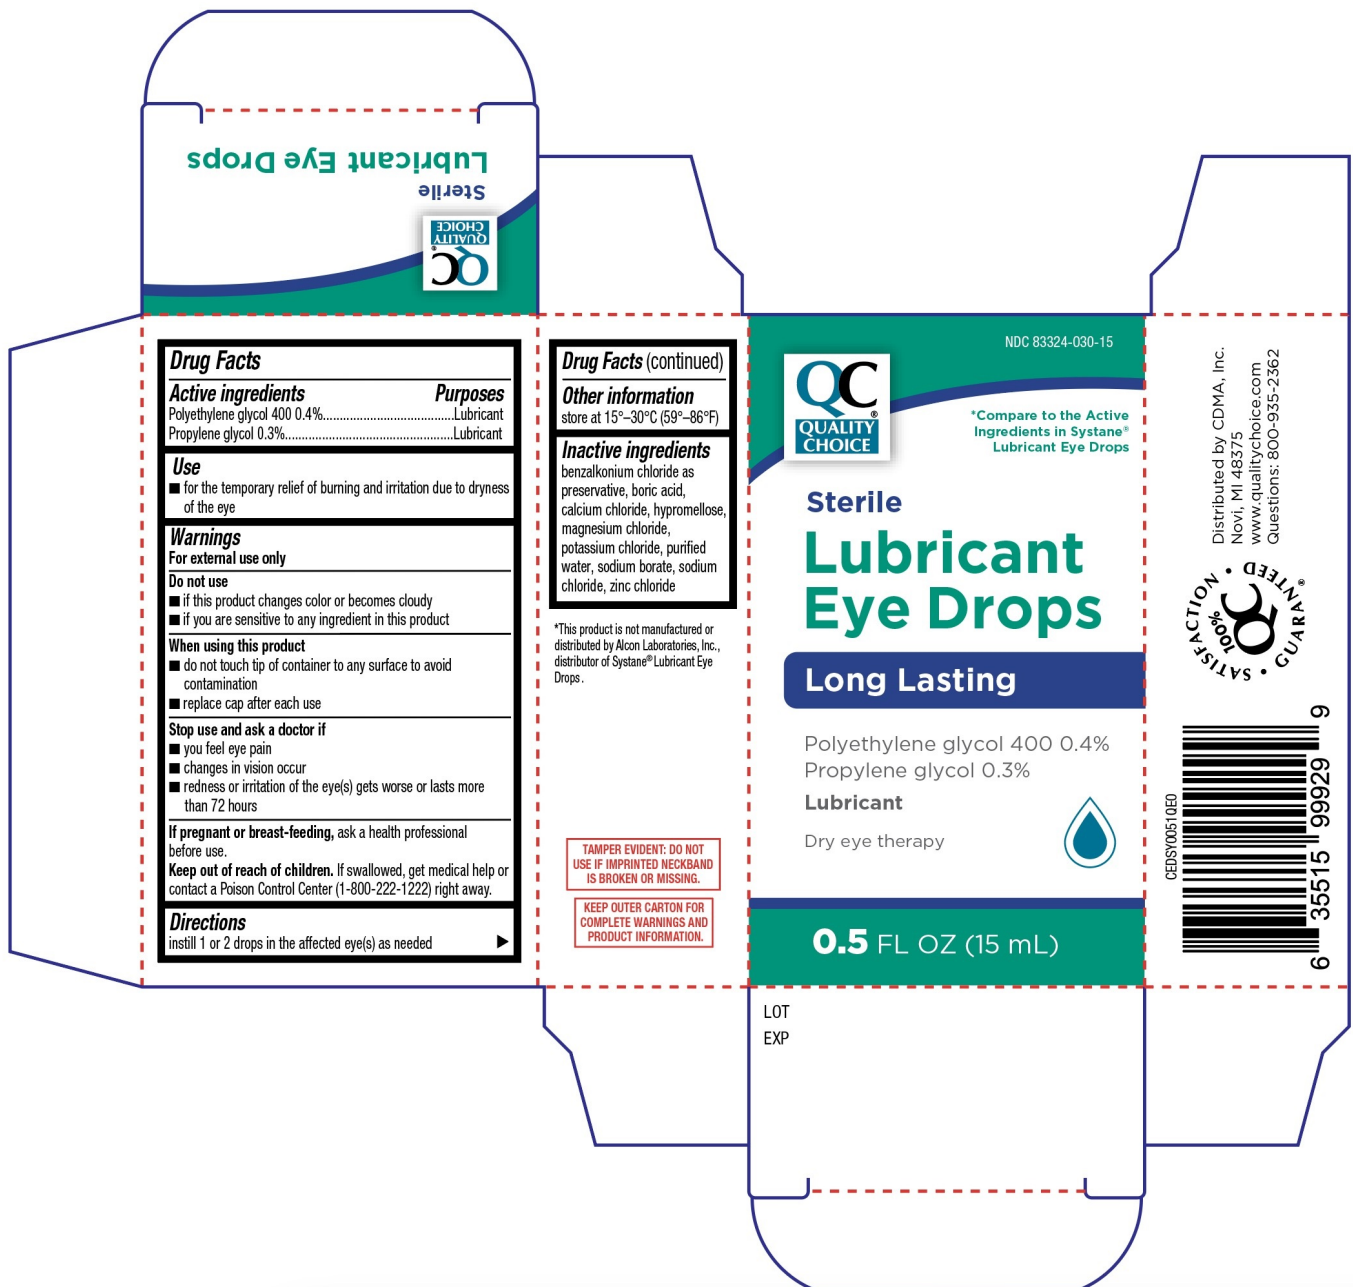 Lubricant Eye Drops
Sterile
QC®
QUALITY
CHOICE
Drug Facts
Active ingredients Purposes
Polyethylene glycol 400 0.4%.......................................Lubricant
Propylene glycol 0.3%..................................................Lubricant
Use
■ for the temporary relief of burning and irritation due to dryness
of the eye
Warnings
For external use only
Do not use
■ if this product changes color or becomes cloudy
■ if you are sensitive to any ingredient in this product
When using this product
■ do not touch tip of container to any surface to avoid
contamination
■ replace cap after each use
Stop use and ask a doctor if
■ you feel eye pain
■ changes in vision occur
■ redness or irritation of the eye(s) gets worse or lasts more
than 72 hours
If pregnant or breast-feeding, ask a health professional
before use.
Keep out of reach of children. If swallowed, get medical help or
contact a Poison Control Center (1-800-222-1222) right away.
Directions
instill 1 or 2 drops in the affected eye(s) as needed ▶
Drug Facts (continued)
Other information
store at 15°–30°C (59°–86°F)
Inactive ingredients
benzalkonium chloride as
preservative, boric acid,
calcium chloride, hypromellose,
magnesium chloride,
potassium chloride, purified
water, sodium borate, sodium
chloride, zinc chloride
*This product is not manufactured or
distributed by Alcon Laboratories, Inc.,
distributor of Systane® Lubricant Eye
Drops.
TAMPER EVIDENT: DO NOT
USE IF IMPRINTED NECKBAND
IS BROKEN OR MISSING.
KEEP OUTER CARTON FOR
COMPLETE WARNINGS AND
PRODUCT INFORMATION.
NDC 83324-030-15
QC®
QUALITY
CHOICE
*Compare to the Active
Ingredients in Systane®
Lubricant Eye Drops
Sterile
Lubricant
Eye Drops
Long Lasting
Polyethylene glycol 400 0.4%
Propylene glycol 0.3%
Lubricant
Dry eye therapy
0.5 FL OZ (15 mL)
LOT
EXP
Distributed by CDMA, Inc.
Novi, MI 48375
www.qualitychoice.com
Questions: 800-935-2362
100%
QC
SATISFACTION • GUARANTEED® •
CEDSY0051QE0
6 35515 99929 9